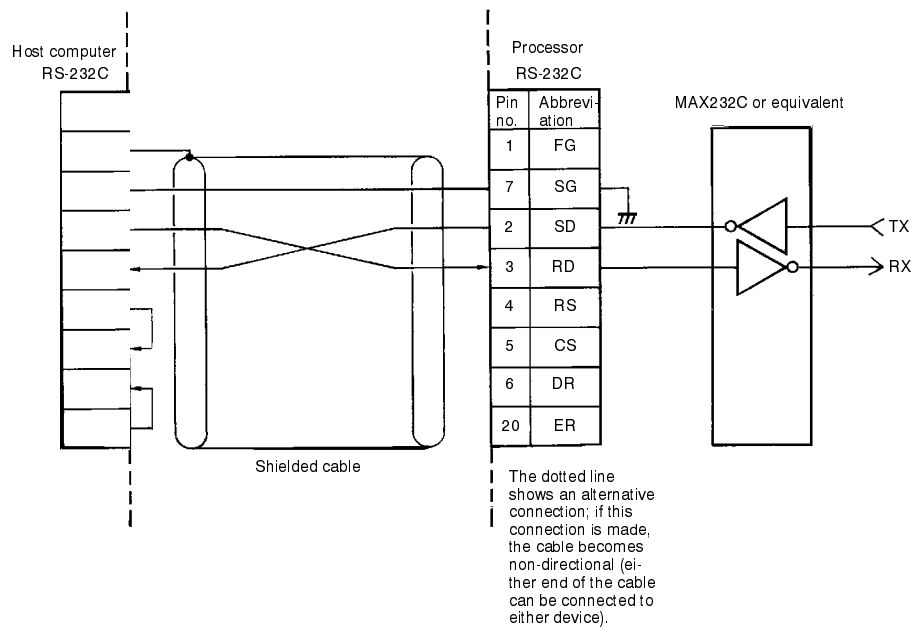 Host computer
RS-232C
Processor
RS-232C
Pin no. Abbrevi-ation
1 FG
7 SG
2 SD
3 RD
4 RS
5 CS
6 DR
20 ER
MAX232C or equivalent
TX
RX
Shielded cable
The dotted line
shows an alternative
connection; if this
connection is made,
the cable becomes
non-directional (ei-
ther end of the cable
can be connected to
either device).